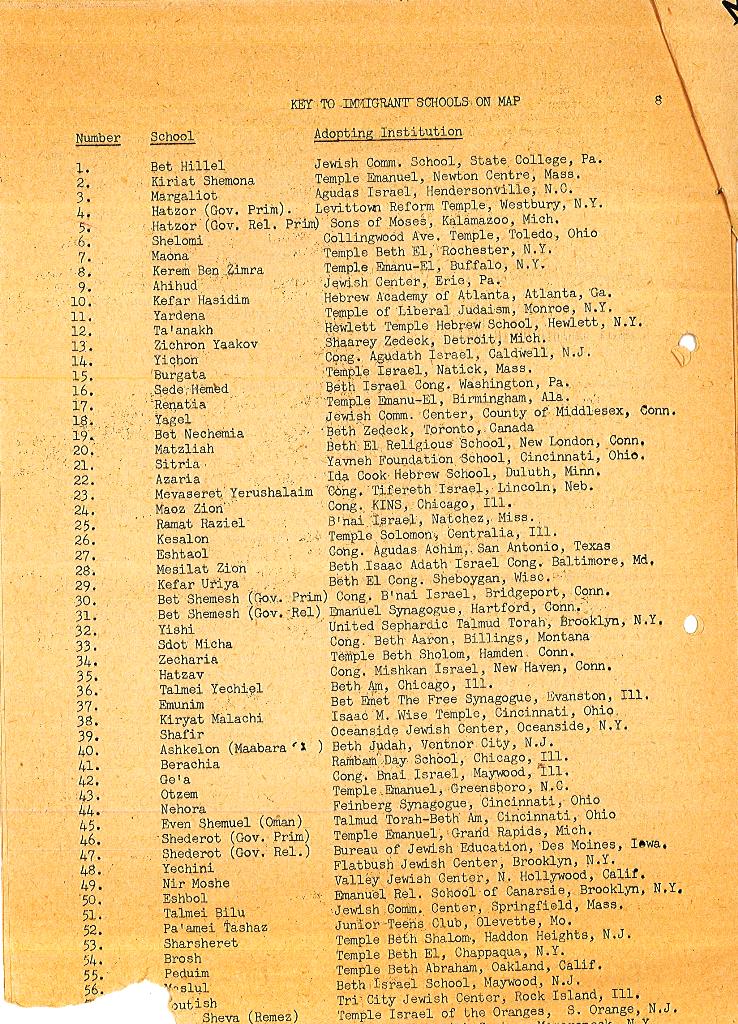 KEY TO IMMIGRANT SCHOOLS ON MAP 8
Number School Adopting Institution
1. Bet Hillel Jewish Comm. School, State College, Pa.
2. Kiriat Shemona Temple Emanuel, Newton Centre, Mass.
3. Margaliot Agudas Israel, Hendersonville, N.C.
4. Hatzor (Gov. Prim). Levittown Reform Temple, Westbury, N.Y.
5. Hatzor (Gov. Rel. Prim) Sons of Moses, Kalamazoo, Mich.
6. Shelomi Collingwood Ave. Temple, Toledo, Ohio
7. Maona Temple Beth El, Rochester, N.Y.
8. Kerem Ben Zimra Temple Emanu-El, Buffalo, N.Y.
9. Ahihud Jewish Center, Erie, Pa.
10. Kefar Hasidim Hebrew Academy of Atlanta, Atlanta, Ga.
11. Yardena Temple of Liberal Judaism, Monroe, N.Y.
12. Ta'anakh Hewlett Temple Hebrew School, Hewlett, N.Y.
13. Zichron Yaakov Shaarey Zedeck, Detroit, Mich.
14. Yichon Cong. Agudath Israel, Caldwell, N.J.
15. Burgata Temple Israel, Natick, Mass.
16. Sede Hemed Beth Israel Cong. Washington, Pa.
17. Renatia Temple Emanu-El, Birmingham, Ala.
18. Yagel Jewish Comm. Center, County of Middlesex, Conn.
19. Bet Nechemia Beth Zedeck, Toronto, Canada
20. Matzliah Beth El Religious School, New London, Conn.
21. Sitria Yavneh Foundation School, Cincinnati, Ohio.
22. Azaria Ida Cook Hebrew School, Duluth, Minn.
23. Mevaseret Yerushalaim Cong. Tifereth Israel, Lincoln, Neb.
24. Maoz Zion Cong. KINS, Chicago, Ill.
25. Ramat Raziel B'nai Israel, Natchez, Miss.
26. Kesalon Temple Solomon, Centralia, Ill.
27. Eshtaol Cong. Agudas Achim, San Antonio, Texas
28. Mesilat Zion Beth Isaac Adath Israel Cong. Baltimore, Md.
29. Kefar Uriya Beth El Cong. Sheboygan, Wisc.
30. Bet Shemesh (Gov. Prim) Cong. B'nai Israel, Bridgeport, Conn.
31. Bet Shemesh (Gov. Rel) Emanuel Synagogue, Hartford, Conn.
32. Yishi United Sephardic Talmud Torah, Brooklyn, N.Y.
33. Sdot Micha Cong. Beth Aaron, Billings, Montana
34. Zecharia Temple Beth Sholom, Hamden, Conn.
35. Hatzav Cong. Mishkan Israel, New Haven, Conn.
36. Talmei Yechiel Beth Am, Chicago, Ill.
37. Emunim Bet Emet The Free Synagogue, Evanston, Ill.
38. Kiryat Malachi Isaac M. Wise Temple, Cincinnati, Ohio
39. Shafir Oceanside Jewish Center, Oceanside, N.Y.
40. Ashkelon (Maabara ) Beth Judah, Ventnor City, N.J.
41. Berachia Rambam Day School, Chicago, Ill.
42. Ge'a Cong. Bnai Israel, Maywood, Ill.
43. Otzem Temple Emanuel, Greensboro, N.C.
44. Nehora Feinberg Synagogue, Cincinnati, Ohio
45. Even Shemuel (Oman) Talmud Torah-Beth Am, Cincinnati, Ohio
46. Shederot (Gov. Prim) Temple Emanuel, Grand Rapids, Mich.
47. Shederot (Gov. Rel.) Bureau of Jewish Education, Des Moines, Iowa.
48. Yechini Flatbush Jewish Center, Brooklyn, N.Y.
49. Nir Moshe Valley Jewish Center, N. Hollywood, Calif.
50. Eshbol Emanuel Rel. School of Canarsie, Brooklyn, N.Y.
51. Talmei Bilu Jewish Comm. Center, Springfield, Mass.
52. Pa'amei Tashaz Junior Teens Club, Olevette, Mo.
53. Sharsheret Temple Beth Shalom, Haddon Heights, N.J.
54. Brosh Temple Beth El, Chappaqua, N.Y.
55. Peduim Temple Beth Abraham, Oakland, Calif.
56. Maslul Beth Israel School, Maywood, N.J.
outish Tri City Jewish Center, Rock Island, Ill.
Sheva (Remez) Temple Israel of the Oranges, S. Orange, N.J.